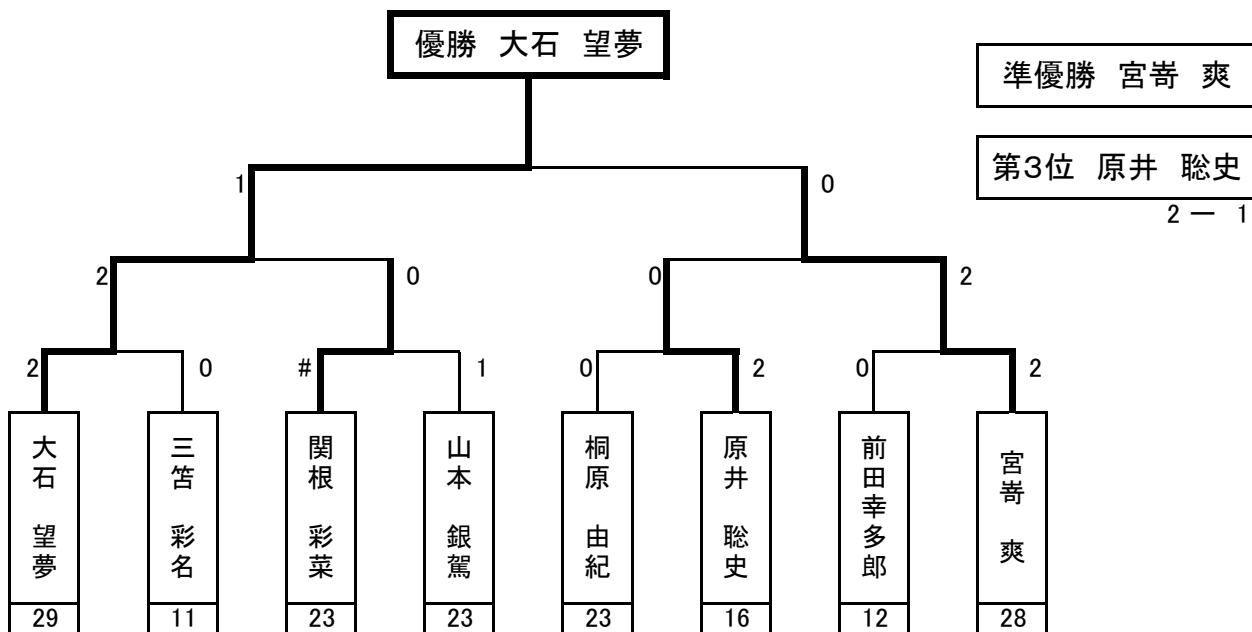 優勝 大石 望夢
準優勝 宮嵜 爽
第3位 原井 聡史
2 ー 1
1
0
2
0
0
2
2
0
#
1
0
2
0
2
大石 望夢
三笘 彩名
関根 彩菜
山本 銀篤
桐原 由紀
原井 聡史
前田幸多郎
宮嵜 爽
29
11
23
23
23
16
12
28